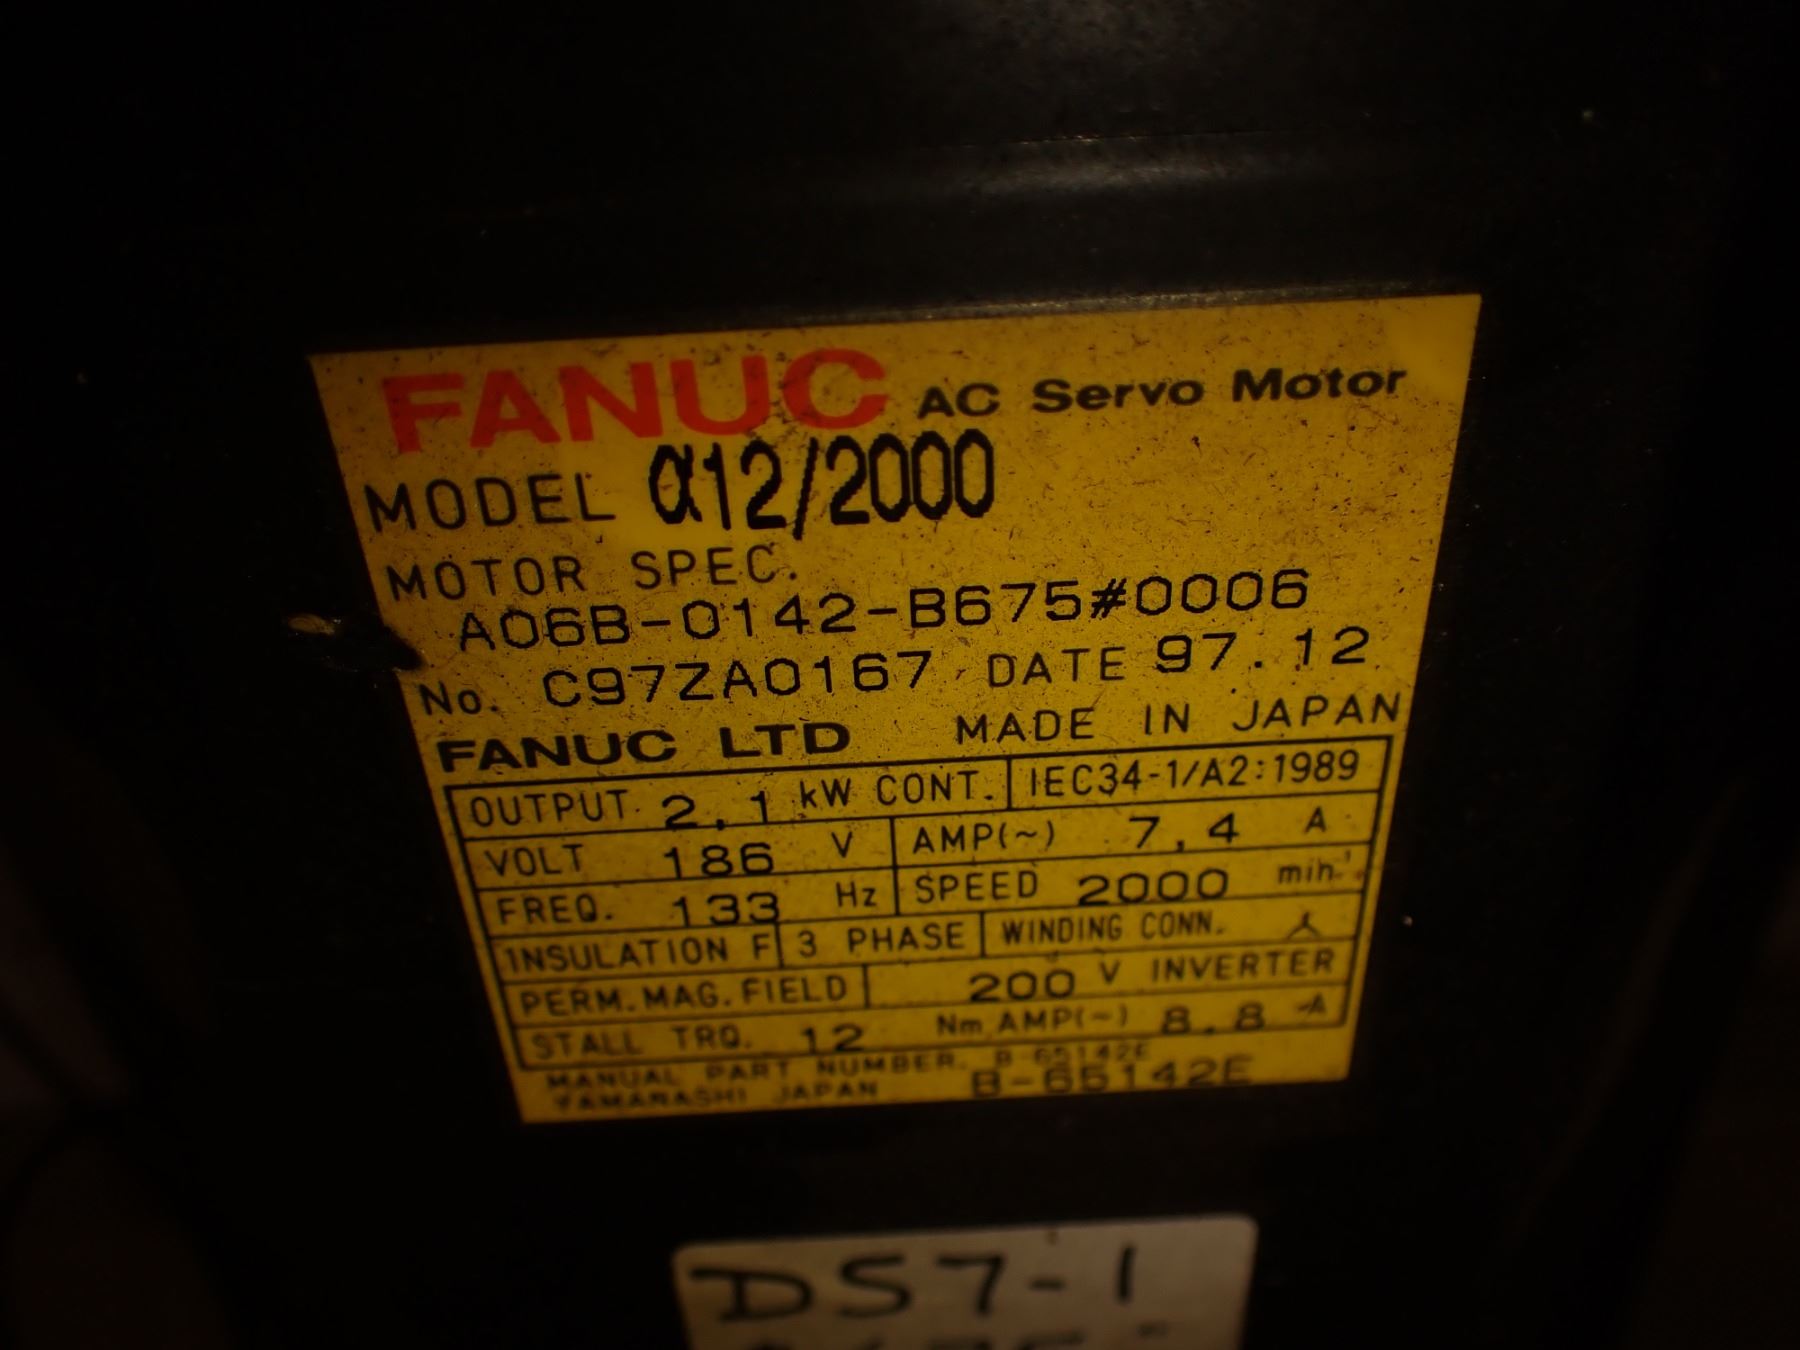 FANUC AC Servo Motor
MODEL α12/2000
MOTOR SPEC.
A06B-0142-B675#0006
No. C97ZA0167 DATE 97.12
FANUC LTD MADE IN JAPAN
OUTPUT 2,1 kW CONT. IEC34-1/A2:1989
VOLT 186 V AMP(~) 7,4 A
FREQ. 133 Hz SPEED 2000 min-1
INSULATION F 3 PHASE WINDING CONN. 人
PERM.MAG.FIELD 200 V INVERTER
STALL TRQ. 12 Nm AMP(~) 8,8 A
MANUAL PART NUMBER. B-65142E
YAMANASHI JAPAN B-65142E
DS7-1